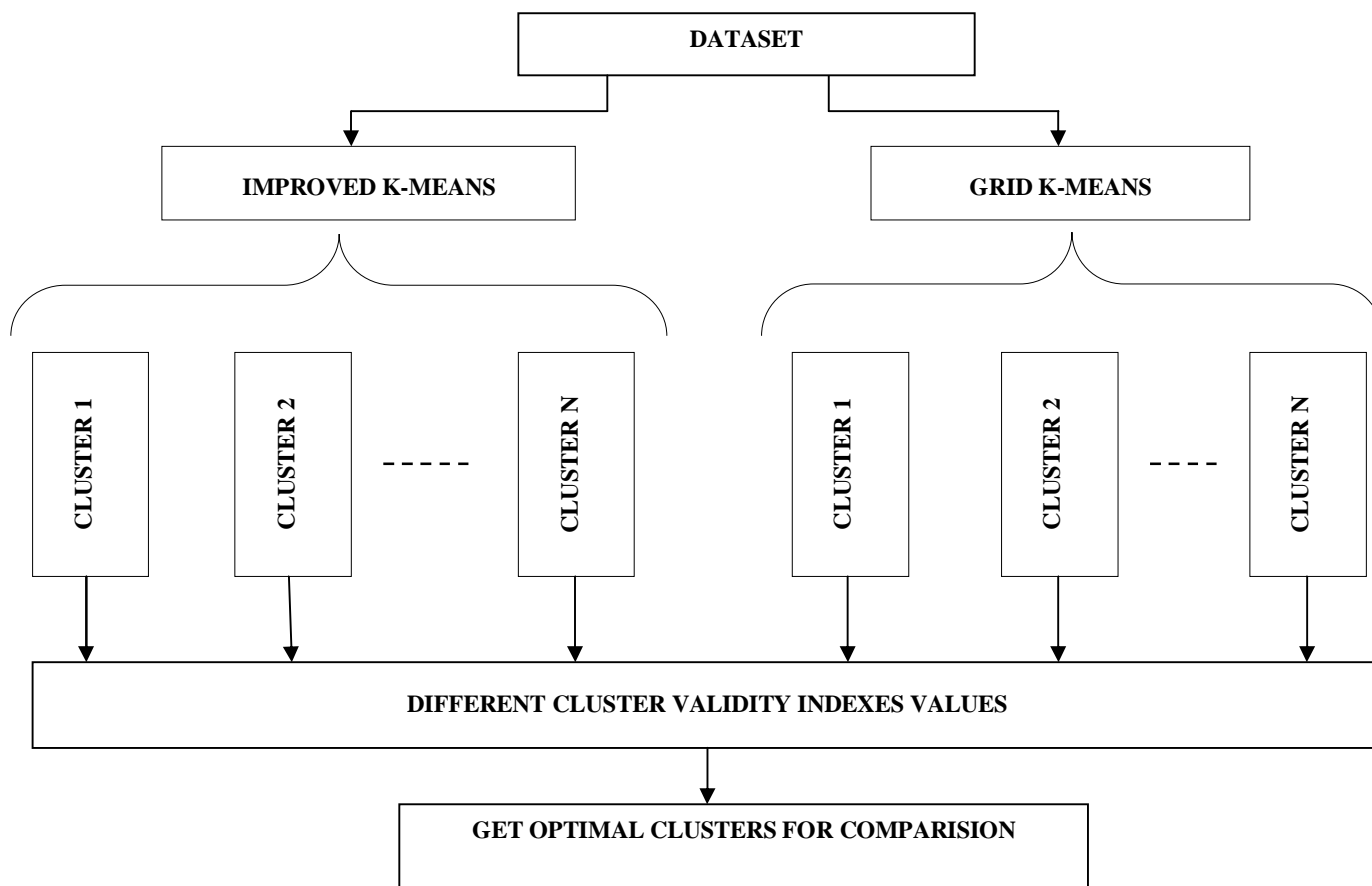 DATASET
IMPROVED K-MEANS
GRID K-MEANS
CLUSTER 1
CLUSTER 2
CLUSTER N
CLUSTER 1
CLUSTER 2
CLUSTER N
DIFFERENT CLUSTER VALIDITY INDEXES VALUES
GET OPTIMAL CLUSTERS FOR COMPARISION